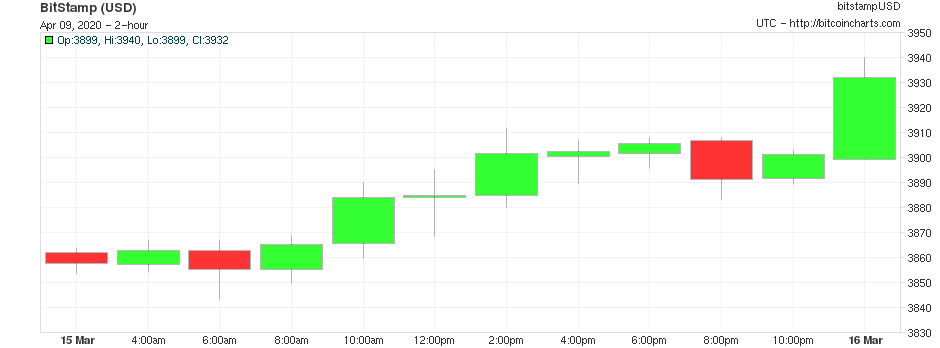 BitStamp (USD)
bitstampUSD
Apr 09, 2020 - 2-hour
UTC - http://bitcoincharts.com
Op:3899, Hi:3940, Lo:3899, Cl:3932
3950
3940
3930
3920
3910
3900
3890
3880
3870
3860
3850
3840
3830
15 Mar 4:00am 6:00am 8:00am 10:00am 12:00pm 2:00pm 4:00pm 6:00pm 8:00pm 10:00pm 16 Mar